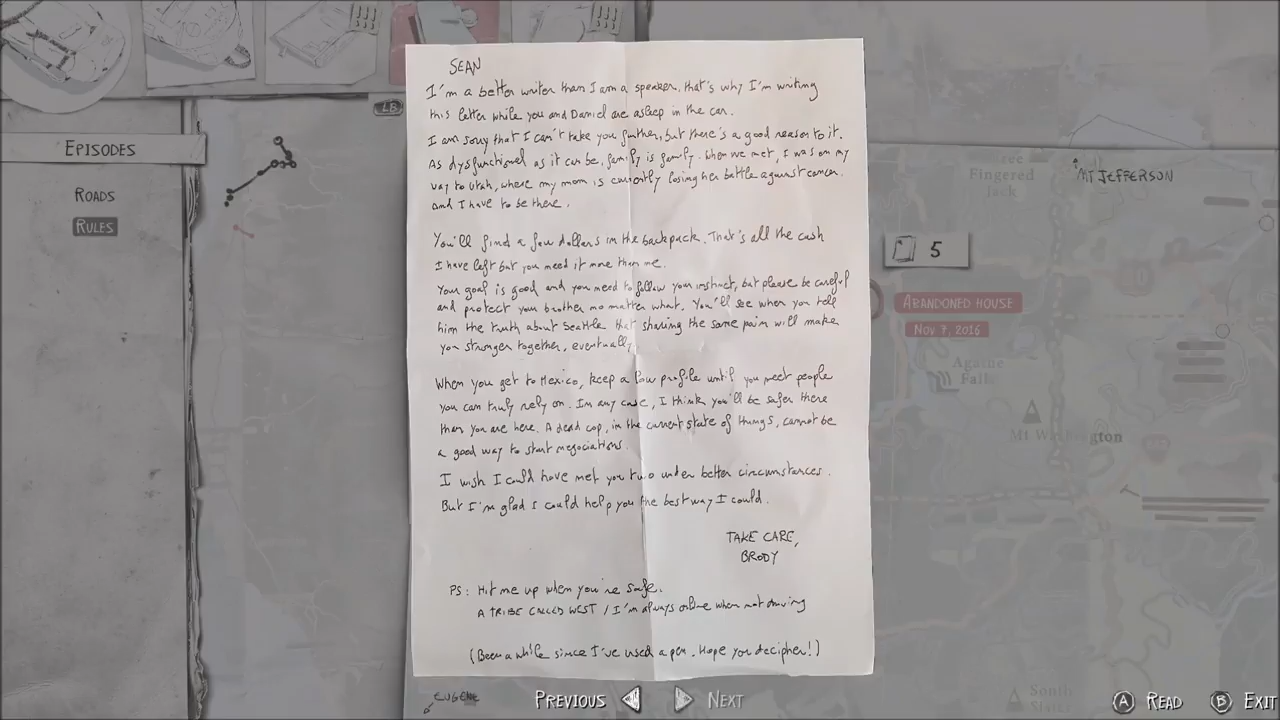 SEAN
I'm a better writer than I am a speaker, that's why I'm writing
this letter while you and Daniel are asleep in the car.
I am sorry that I can't take you further, but there's a good reason to it.
As dysfunctional as it can be, family is family. When we met, I was on my
way to Utah, where my mom is currently losing her battle against cancer.
And I have to be there.
You'll find a few dollars in the backpack. That's all the cash
I have left but you need it more than me.
Your goal is good and you need to follow your instinct, but please be careful
and protect your brother no matter what. You'll see when you tell
him the truth about Seattle that sharing the same pain will make
you stronger together, eventually.
When you get to Mexico, keep a low profile until you meet people
you can truly rely on. In any case, I think you'll be safer there
than you are here. A dead cop, in the current state of things, cannot be
a good way to start negociations.
I wish I could have met you two under better circumstances.
But I'm glad I could help you the best way I could.
TAKE CARE,
BRODY
PS: Hit me up when you're safe.
A TRIBE CALLED WEST / I'm always online when not driving
(Been a while since I've used a pen. Hope you decipher!)
LB
EPISODES
ROADS
RULES
Fingered
Jack
MT JEFFERSON
5
ABANDONED HOUSE
Nov 7, 2016
Agathe
Falls
Mt Washington
South
EUGENE
PREVIOUS
NEXT
A READ
B EXIT